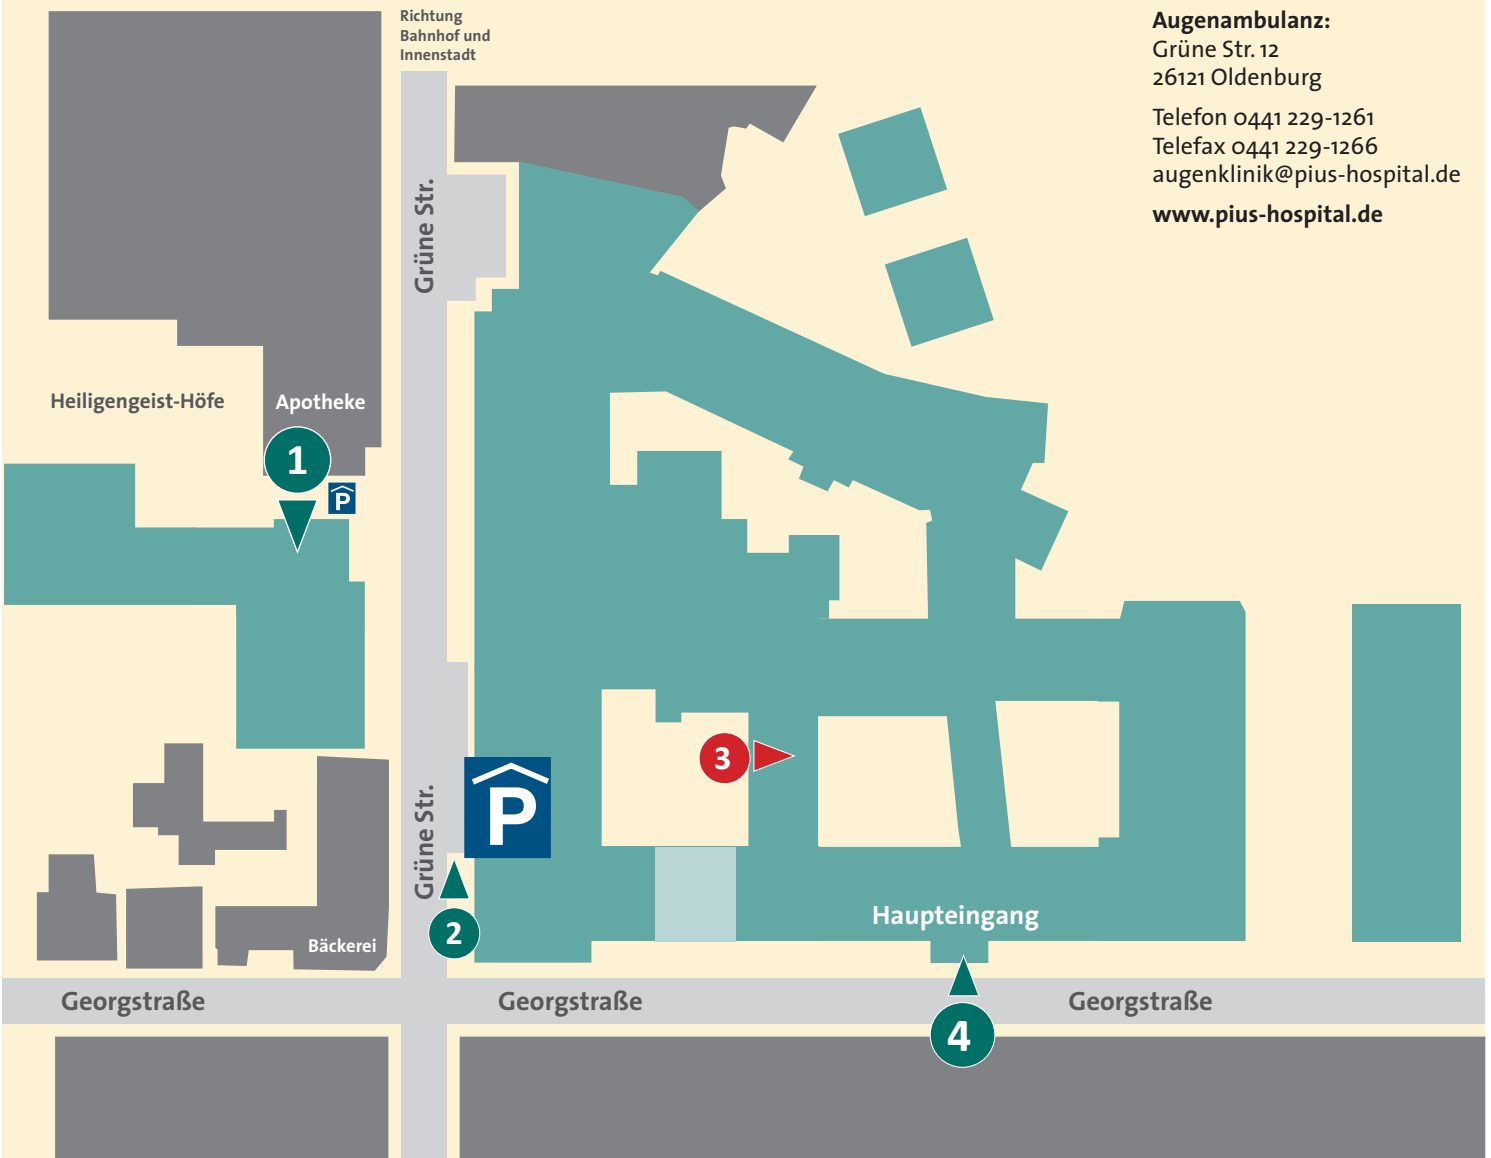 Richtung
Bahnhof und
Innenstadt
Augenambulanz:
Grüne Str. 12
26121 Oldenburg
Telefon 0441 229-1261
Telefax 0441 229-1266
augenklinik@pius-hospital.de
www.pius-hospital.de
Grüne Str.
Heiligengeist-Höfe
Apotheke
1
P
3
P
Grüne Str.
2
Haupteingang
Bäckerei
Georgstraße
Georgstraße
Georgstraße
4